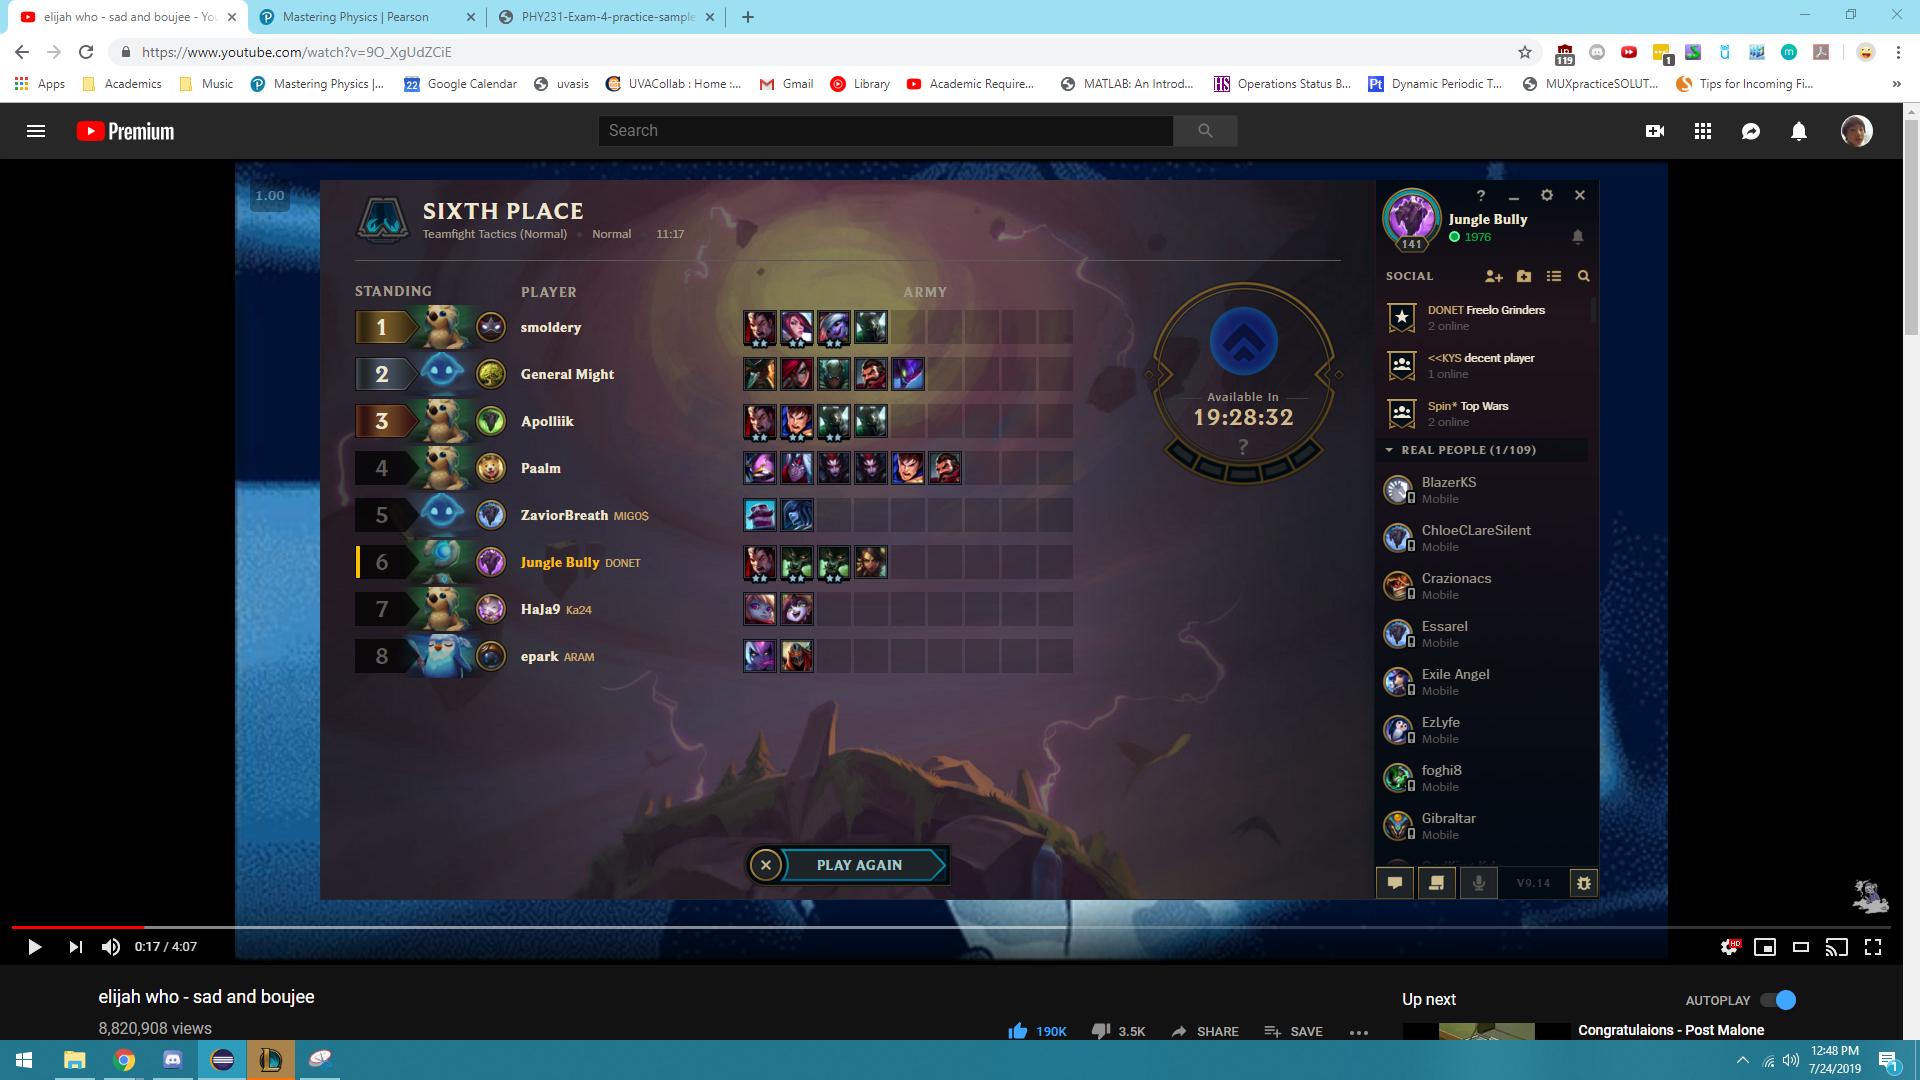 elijah who - sad and boujee - You
Mastering Physics | Pearson
PHY231-Exam-4-practice-sample
https://www.youtube.com/watch?v=9O_XgUdZCiE
119
1
Apps
Academics
Music
Mastering Physics |...
22
Google Calendar
uvasis
UVACollab : Home :...
Gmail
Library
Academic Require...
MATLAB: An Introd...
HS
Operations Status B...
Pt
Dynamic Periodic T...
MUXpracticeSOLUT...
Tips for Incoming Fi...
»
Premium
Search
1.00
SIXTH PLACE
Teamfight Tactics (Normal) • Normal 11:17
STANDING PLAYER ARMY
1 smoldery
2 General Might
3 Apolliik
4 Paalm
5 ZaviorBreath MIGO$
6 Jungle Bully DONET
7 HaJa9 Ka24
8 epark ARAM
Available In
19:28:32
?
PLAY AGAIN
?
Jungle Bully
1976
141
SOCIAL
DONET Freelo Grinders
2 online
<<KYS decent player
1 online
Spin* Top Wars
2 online
REAL PEOPLE (1/109)
BlazerKS
Mobile
ChloeCLareSilent
Mobile
Crazionacs
Mobile
Essarel
Mobile
Exile Angel
Mobile
EzLyfe
Mobile
foghi8
Mobile
Gibraltar
Mobile
V9.14
0:17 / 4:07
HD
elijah who - sad and boujee
8,820,908 views
190K
3.5K
SHARE
SAVE
Up next
AUTOPLAY
Congratulaions - Post Malone
12:48 PM
7/24/2019
1